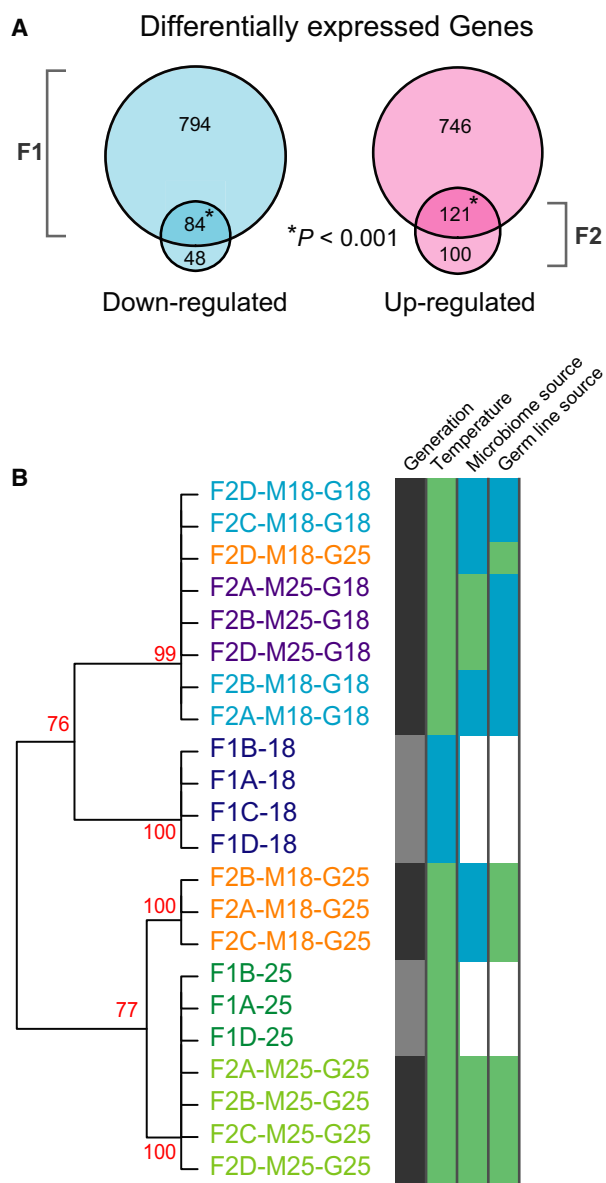 A
Differentially expressed Genes
F1
794
84*
48
Down-regulated
*P < 0.001
746
121*
100
Up-regulated
F2
Generation
Temperature
Microbiome source
Germ line source
B
F2D-M18-G18
F2C-M18-G18
F2D-M18-G25
F2A-M25-G18
F2B-M25-G18
F2D-M25-G18
99
F2B-M18-G18
F2A-M18-G18
76
F1B-18
F1A-18
F1C-18
F1D-18
100
F2B-M18-G25
100
F2A-M18-G25
F2C-M18-G25
F1B-25
77
F1A-25
F1D-25
F2A-M25-G25
F2B-M25-G25
F2C-M25-G25
100
F2D-M25-G25